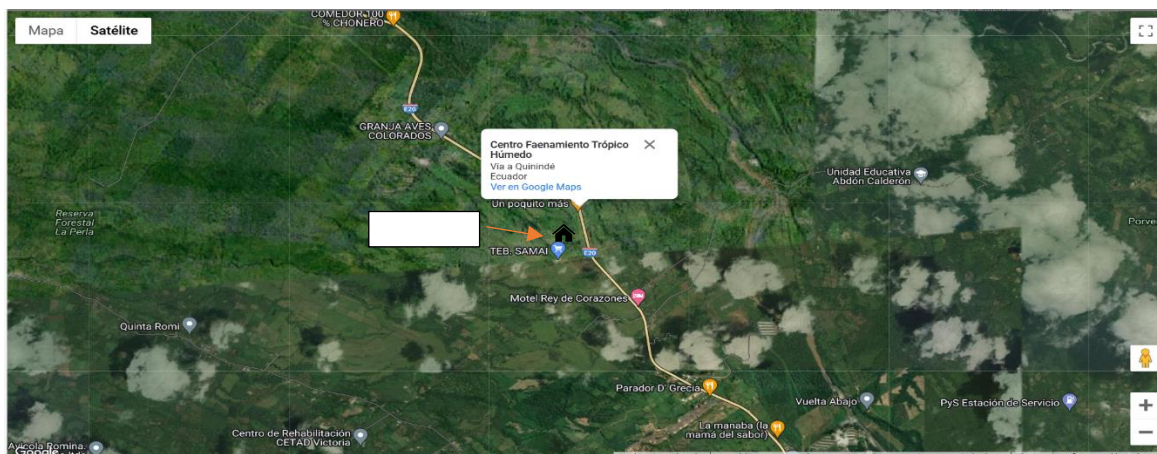 COMEDOR 100
% CHONERO
Mapa
Satélite
E20
GRANJA AVES
COLORADOS
Centro Faenamiento Trópico
Húmedo
Vía a Quinindé
Ecuador
Ver en Google Maps
Unidad Educativa
Abdón Calderón
Un poquito más
Reserva
Forestal
La Perla
Porve
TEB. SAMAI
E20
Motel Rey de Corazones
Quinta Romi
Parador D' Grecia
Vuelta Abajo
PyS Estación de Servicio
La manaba (la
mamá del sabor)
Centro de Rehabilitación
CETAD Victoria
Avícola Romina.
Google